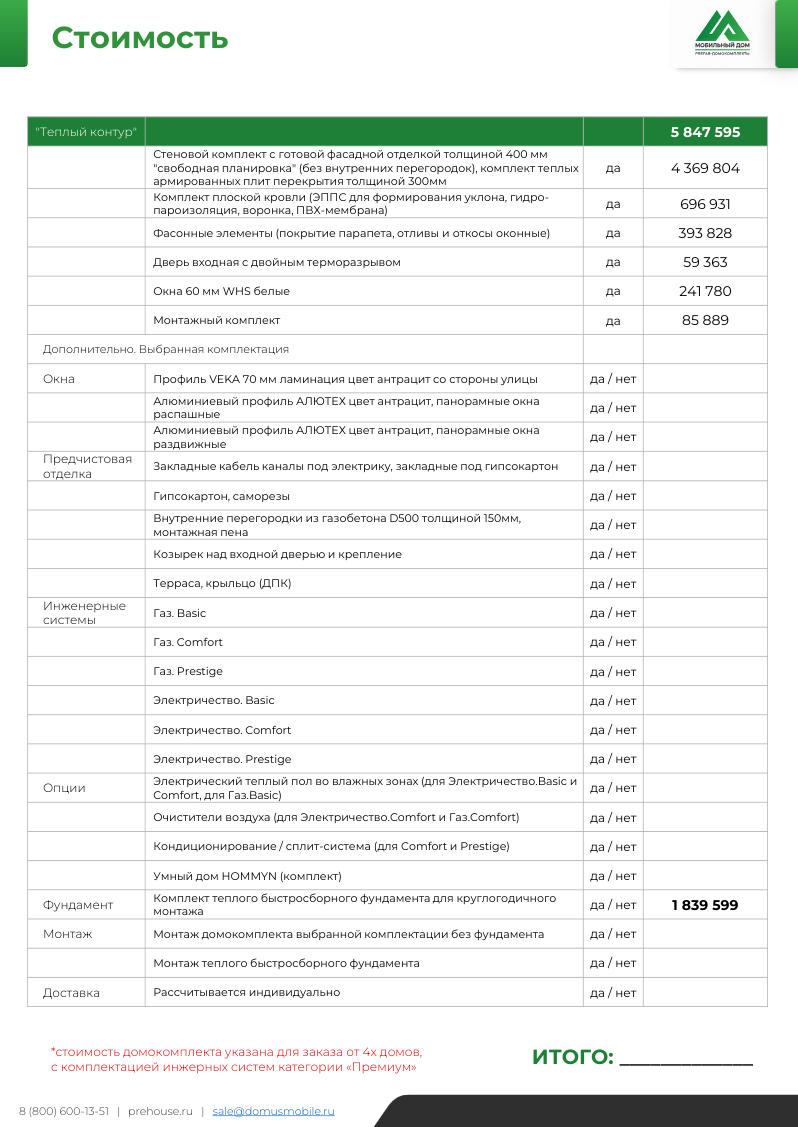 Стоимость
МОБИЛЬНЫЙ ДОМ
"Теплый контур" 5 847 595
Стеновой комплект с готовой фасадной отделкой толщиной 400 мм
"свободная планировка" (без внутренних перегородок), комплект теплых
армированных плит перекрытия толщиной 300мм
да 4 369 804
Комплект плоской кровли (ЭППС для формирования уклона, гидро-
пароизоляция, воронка, ПВХ-мембрана)
да 696 931
Фасонные элементы (покрытие парапета, отливы и откосы оконные) да 393 828
Дверь входная с двойным терморазрывом да 59 363
Окна 60 мм WHS белые да 241 780
Монтажный комплект да 85 889
Дополнительно. Выбранная комплектация
Окна Профиль VEKA 70 мм ламинация цвет антрацит со стороны улицы да / нет
Алюминиевый профиль АЛЮТЕХ цвет антрацит, панорамные окна
распашные
да / нет
Алюминиевый профиль АЛЮТЕХ цвет антрацит, панорамные окна
раздвижные
да / нет
Предчистовая
отделка
Закладные кабель каналы под электрику, закладные под гипсокартон да / нет
Гипсокартон, саморезы да / нет
Внутренние перегородки из газобетона D500 толщиной 150мм,
монтажная пена
да / нет
Козырек над входной дверью и крепление да / нет
Терраса, крыльцо (ДПК) да / нет
Инженерные
системы
Газ. Basic да / нет
Газ. Comfort да / нет
Газ. Prestige да / нет
Электричество. Basic да / нет
Электричество. Comfort да / нет
Электричество. Prestige да / нет
Опции
Электрический теплый пол во влажных зонах (для Электричество.Basic и
Comfort, для Газ.Basic)
да / нет
Очистители воздуха (для Электричество.Comfort и Газ.Comfort) да / нет
Кондиционирование / сплит-система (для Comfort и Prestige) да / нет
Умный дом HOMMYN (комплект) да / нет
Фундамент
Комплект теплого быстросборного фундамента для круглогодичного
монтажа
да / нет 1 839 599
Монтаж Монтаж домокомплекта выбранной комплектации без фундамента да / нет
Монтаж теплого быстросборного фундамента да / нет
Доставка Рассчитывается индивидуально да / нет
*стоимость домокомплекта указана для заказа от 4х домов,
с комплектацией инжерных систем категории «Премиум»
ИТОГО: _____________
8 (800) 600-13-51 | prehouse.ru | sale@domusmobile.ru